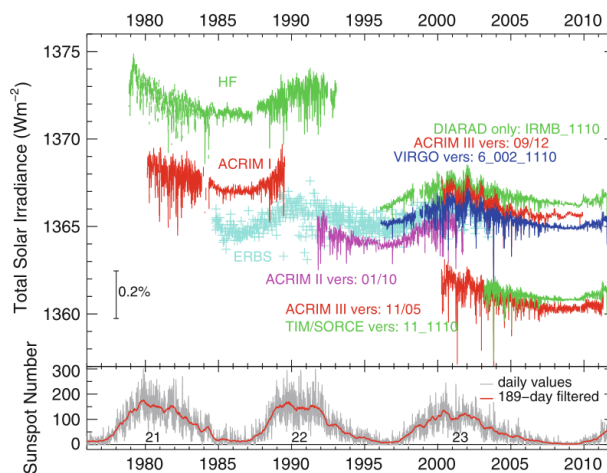 1980 1985 1990 1995 2000 2005 2010
1375
1370
1365
1360
Total Solar Irradiance (Wm⁻²)
HF
DIARAD only: IRMB_1110
ACRIM III vers: 09/12
VIRGO vers: 6_002_1110
ACRIM I
ERBS
ACRIM II vers: 01/10
0.2%
ACRIM III vers: 11/05
TIM/SORCE vers: 11_1110
300
200
100
0
Sunspot Number
daily values
189-day filtered
21 22 23
1980 1985 1990 1995 2000 2005 2010